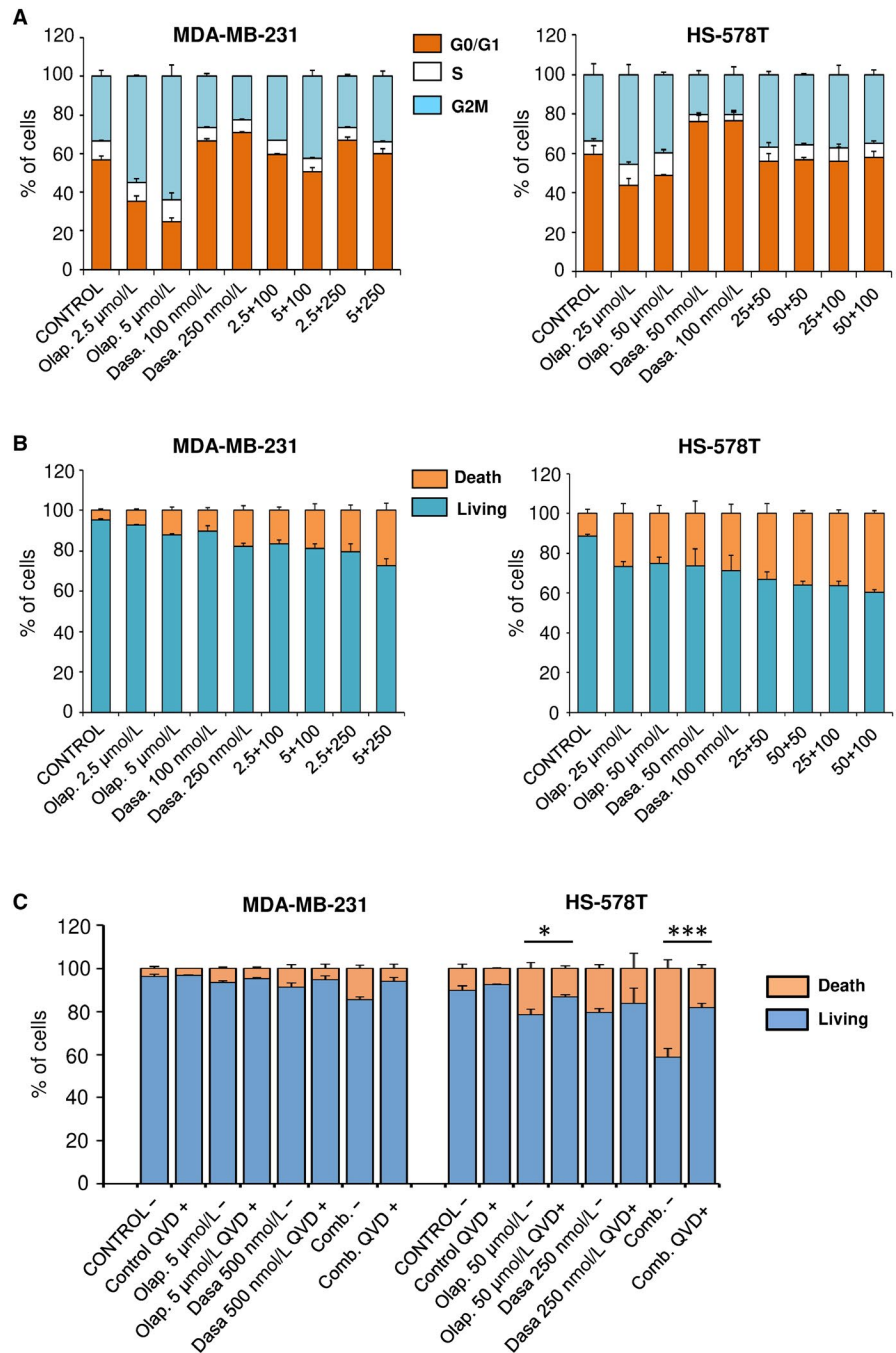 A
MDA-MB-231
HS-578T
G0/G1
S
G2M
% of cells
120
100
80
60
40
20
0
CONTROL
Olap. 2.5 µmol/L
Olap. 5 µmol/L
Dasa. 100 nmol/L
Dasa. 250 nmol/L
2.5+100
5+100
2.5+250
5+250
% of cells
120
100
80
60
40
20
0
CONTROL
Olap. 25 µmol/L
Olap. 50 µmol/L
Dasa. 50 nmol/L
Dasa. 100 nmol/L
25+50
50+50
25+100
50+100
B
MDA-MB-231
HS-578T
Death
Living
% of cells
120
100
80
60
40
20
0
CONTROL
Olap. 2.5 µmol/L
Olap. 5 µmol/L
Dasa. 100 nmol/L
Dasa. 250 nmol/L
2.5+100
5+100
2.5+250
5+250
% of cells
120
100
80
60
40
20
0
CONTROL
Olap. 25 µmol/L
Olap. 50 µmol/L
Dasa. 50 nmol/L
Dasa. 100 nmol/L
25+50
50+50
25+100
50+100
C
MDA-MB-231
HS-578T
*
***
Death
Living
% of cells
120
100
80
60
40
20
0
CONTROL –
Control QVD +
Olap. 5 µmol/L –
Olap. 5 µmol/L QVD +
Dasa 500 nmol/L –
Dasa 500 nmol/L QVD +
Comb. –
Comb. QVD +
CONTROL –
Control QVD +
Olap. 50 µmol/L –
Olap. 50 µmol/L QVD+
Dasa 250 nmol/L –
Dasa 250 nmol/L QVD+
Comb. –
Comb. QVD+